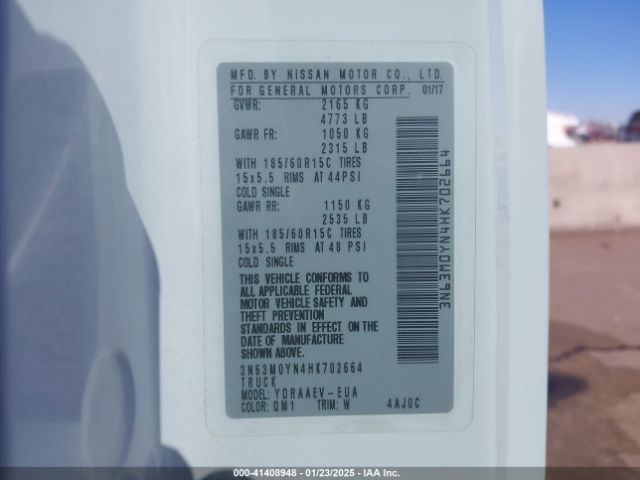 MFD. BY NISSAN MOTOR CO., LTD.
FOR GENERAL MOTORS CORP. 01/17
GVWR: 2165 KG
4773 LB
GAWR FR: 1050 KG
2315 LB
WITH 185/60R15C TIRES
15x5.5 RIMS AT 44PSI
COLD SINGLE
GAWR RR: 1150 KG
2535 LB
WITH 185/60R15C TIRES
15x5.5 RIMS AT 48 PSI
COLD SINGLE
THIS VEHICLE CONFORMS TO
ALL APPLICABLE FEDERAL
MOTOR VEHICLE SAFETY AND
THEFT PREVENTION
STANDARDS IN EFFECT ON THE
DATE OF MANUFACTURE
SHOWN ABOVE.
3N63M0YN4HK702664
TRUCK
MODEL: YDRAAEV-EUA
COLOR: QM1 TRIM: W 4AJ0C
3N63M0YN4HK702664
000-41408948 - 01/23/2025 - IAA Inc.